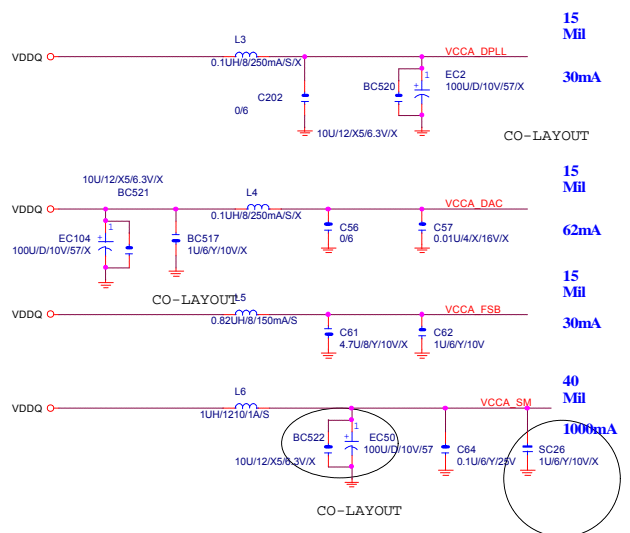 15
Mil
L3
VDDQ
VCCA_DPLL
0.1UH/8/250mA/S/X
30mA
1
EC2
BC520
+
100U/D/10V/57/X
C202
0/6
10U/12/X5/6.3V/X
CO-LAYOUT
15
Mil
10U/12/X5/6.3V/X
BC521
L4
VDDQ
VCCA_DAC
0.1UH/8/250mA/S/X
1
EC104
+
100U/D/10V/57/X
BC517
1U/6/Y/10V/X
C56
0/6
C57
0.01U/4/X/16V/X
62mA
15
Mil
CO-LAYOUT
L5
VDDQ
VCCA_FSB
0.82UH/8/150mA/S
30mA
C61
4.7U/8/Y/10V/X
C62
1U/6/Y/10V
40
Mil
L6
VDDQ
VCCA_SM
1UH/1210/1A/S
1000mA
1
BC522
+
EC50
100U/D/10V/57
10U/12/X5/6.3V/X
C64
0.1U/6/Y/25V
SC26
1U/6/Y/10V/X
CO-LAYOUT